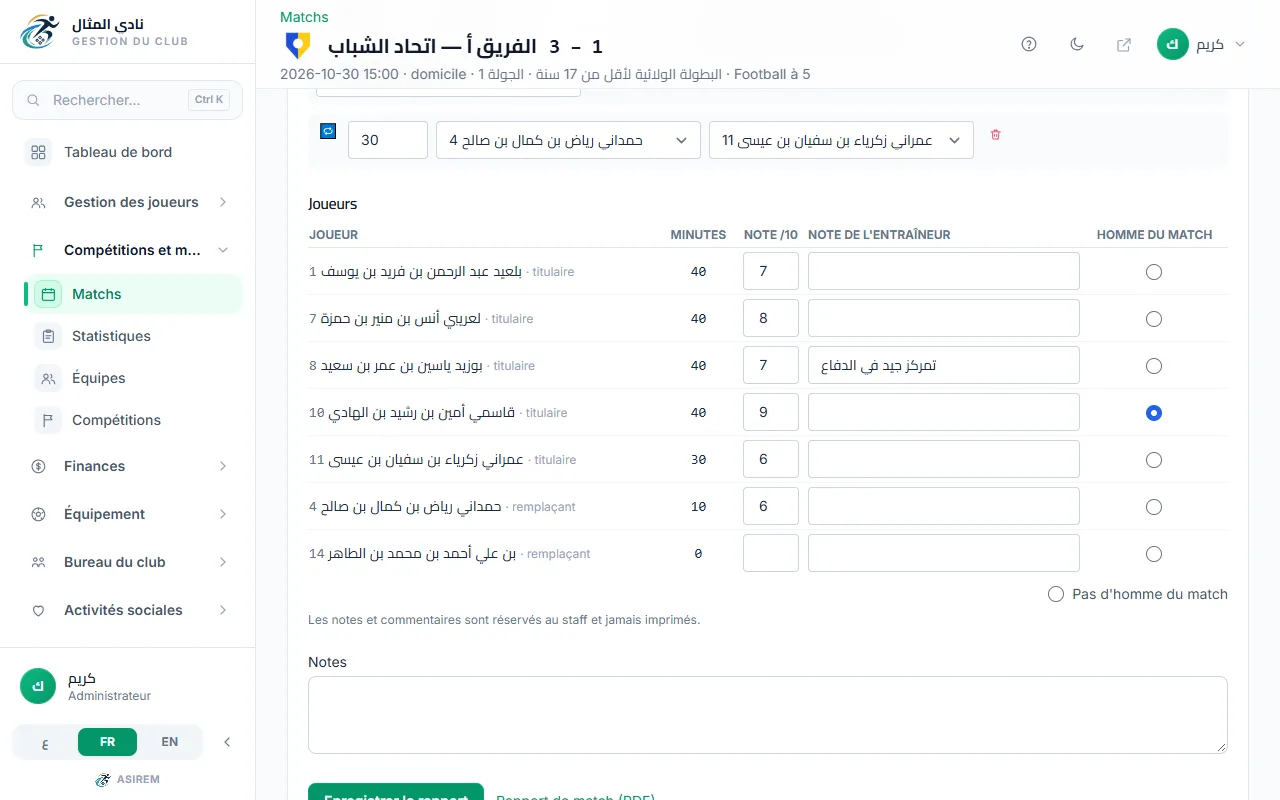 نادي المثال
GESTION DU CLUB
Rechercher... Ctrl K
Tableau de bord
Gestion des joueurs
Compétitions et m...
Matchs
Statistiques
Équipes
Compétitions
Finances
Équipement
Bureau du club
Activités sociales
كريم
Administrateur
ع FR EN
ASIREM
Matchs
الفريق أ — اتحاد الشباب 3 – 1
2026-10-30 15:00 · domicile · البطولة الولائية لأقل من 17 سنة · الجولة 1 · Football à 5
ك كريم
30 4 حمداني رياض بن كمال بن صالح 11 عمراني زكرياء بن سفيان بن عيسى
Joueurs
JOUEUR MINUTES NOTE /10 NOTE DE L'ENTRAÎNEUR HOMME DU MATCH
1 بلعيد عبد الرحمن بن فريد بن يوسف · titulaire 40 7
7 لعريبي أنس بن منير بن حمزة · titulaire 40 8
8 بوزيد ياسين بن عمر بن سعيد · titulaire 40 7 تمركز جيد في الدفاع
10 قاسمي أمين بن رشيد بن الهادي · titulaire 40 9
11 عمراني زكرياء بن سفيان بن عيسى · titulaire 30 6
4 حمداني رياض بن كمال بن صالح · remplaçant 10 6
14 بن علي أحمد بن محمد بن الطاهر · remplaçant 0
Pas d'homme du match
Les notes et commentaires sont réservés au staff et jamais imprimés.
Notes
Enregistrer le rapport Rapport de match (PDF)